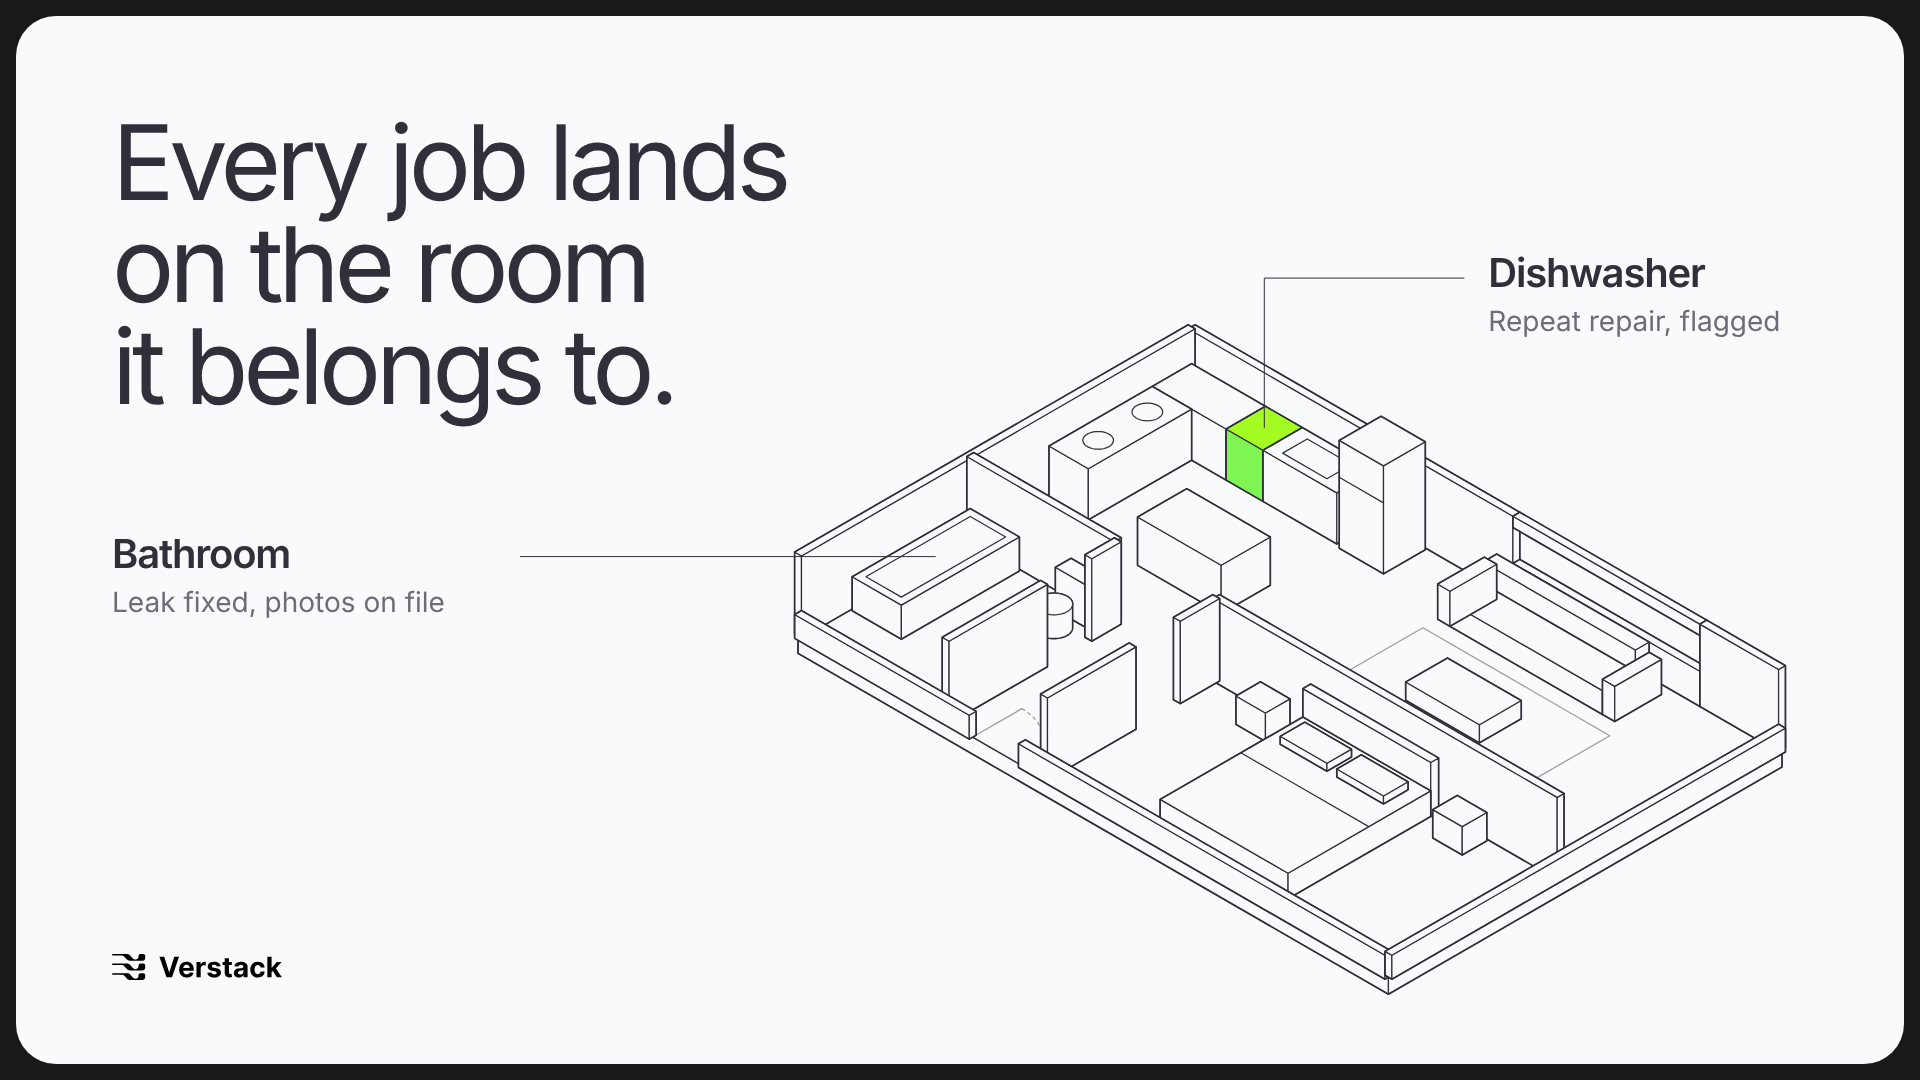 Every job lands
on the room
it belongs to.
Dishwasher
Repeat repair, flagged
Bathroom
Leak fixed, photos on file
Verstack